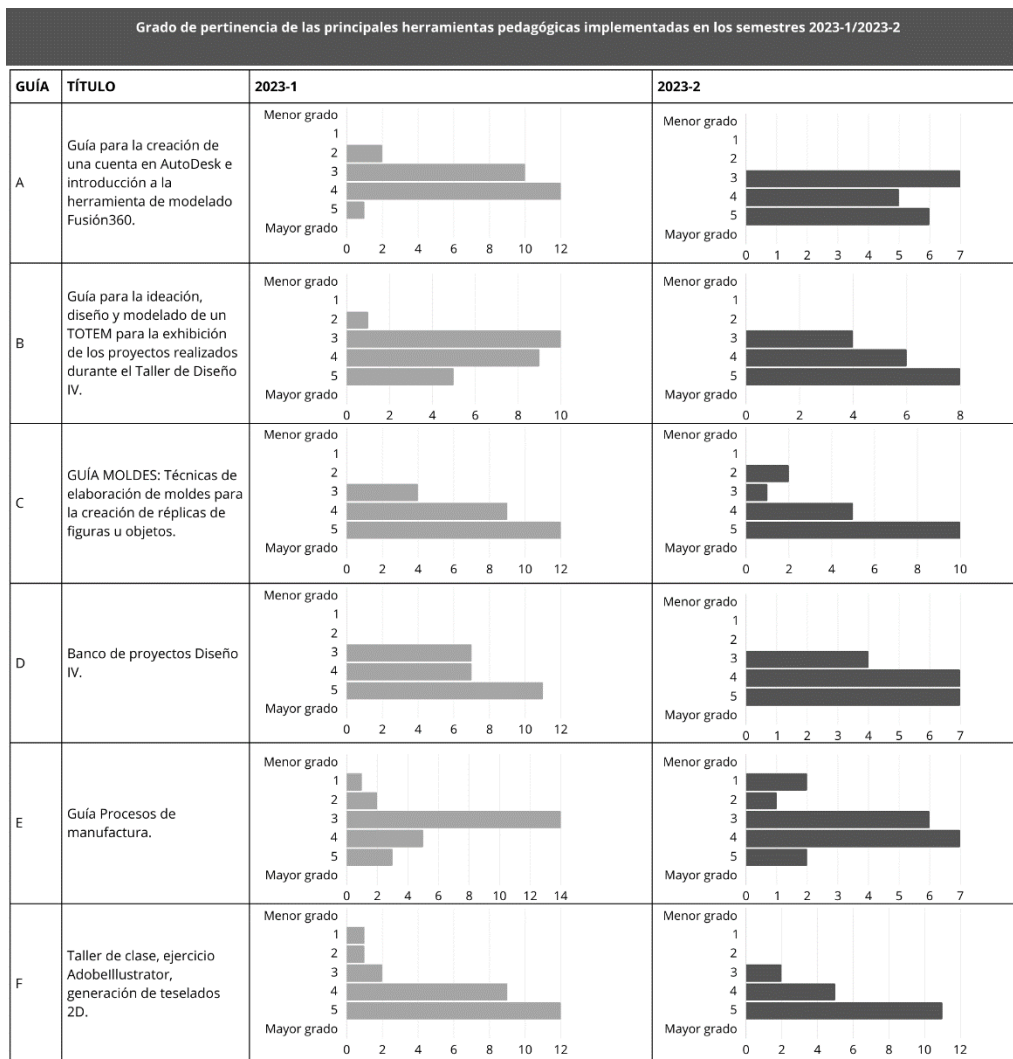 Grado de pertinencia de las principales herramientas pedagógicas implementadas en los semestres 2023-1/2023-2
GUÍA TÍTULO 2023-1 2023-2
A
Guía para la creación de
una cuenta en AutoDesk e
introducción a la
herramienta de modelado
Fusión360.
Menor grado
1
2
3
4
5
Mayor grado
0 2 4 6 8 10 12
Menor grado
1
2
3
4
5
Mayor grado
0 1 2 3 4 5 6 7
B
Guía para la ideación,
diseño y modelado de un
TOTEM para la exhibición
de los proyectos realizados
durante el Taller de Diseño
IV.
Menor grado
1
2
3
4
5
Mayor grado
0 2 4 6 8 10
Menor grado
1
2
3
4
5
Mayor grado
0 2 4 6 8
C
GUÍA MOLDES: Técnicas de
elaboración de moldes para
la creación de réplicas de
figuras u objetos.
Menor grado
1
2
3
4
5
Mayor grado
0 2 4 6 8 10 12
Menor grado
1
2
3
4
5
Mayor grado
0 2 4 6 8 10
D
Banco de proyectos Diseño
IV.
Menor grado
1
2
3
4
5
Mayor grado
0 2 4 6 8 10 12
Menor grado
1
2
3
4
5
Mayor grado
0 1 2 3 4 5 6 7
E
Guía Procesos de
manufactura.
Menor grado
1
2
3
4
5
Mayor grado
0 2 4 6 8 10 12 14
Menor grado
1
2
3
4
5
Mayor grado
0 1 2 3 4 5 6 7
F
Taller de clase, ejercicio
AdobeIllustrator,
generación de teselados
2D.
Menor grado
1
2
3
4
5
Mayor grado
0 2 4 6 8 10 12
Menor grado
1
2
3
4
5
Mayor grado
0 2 4 6 8 10 12